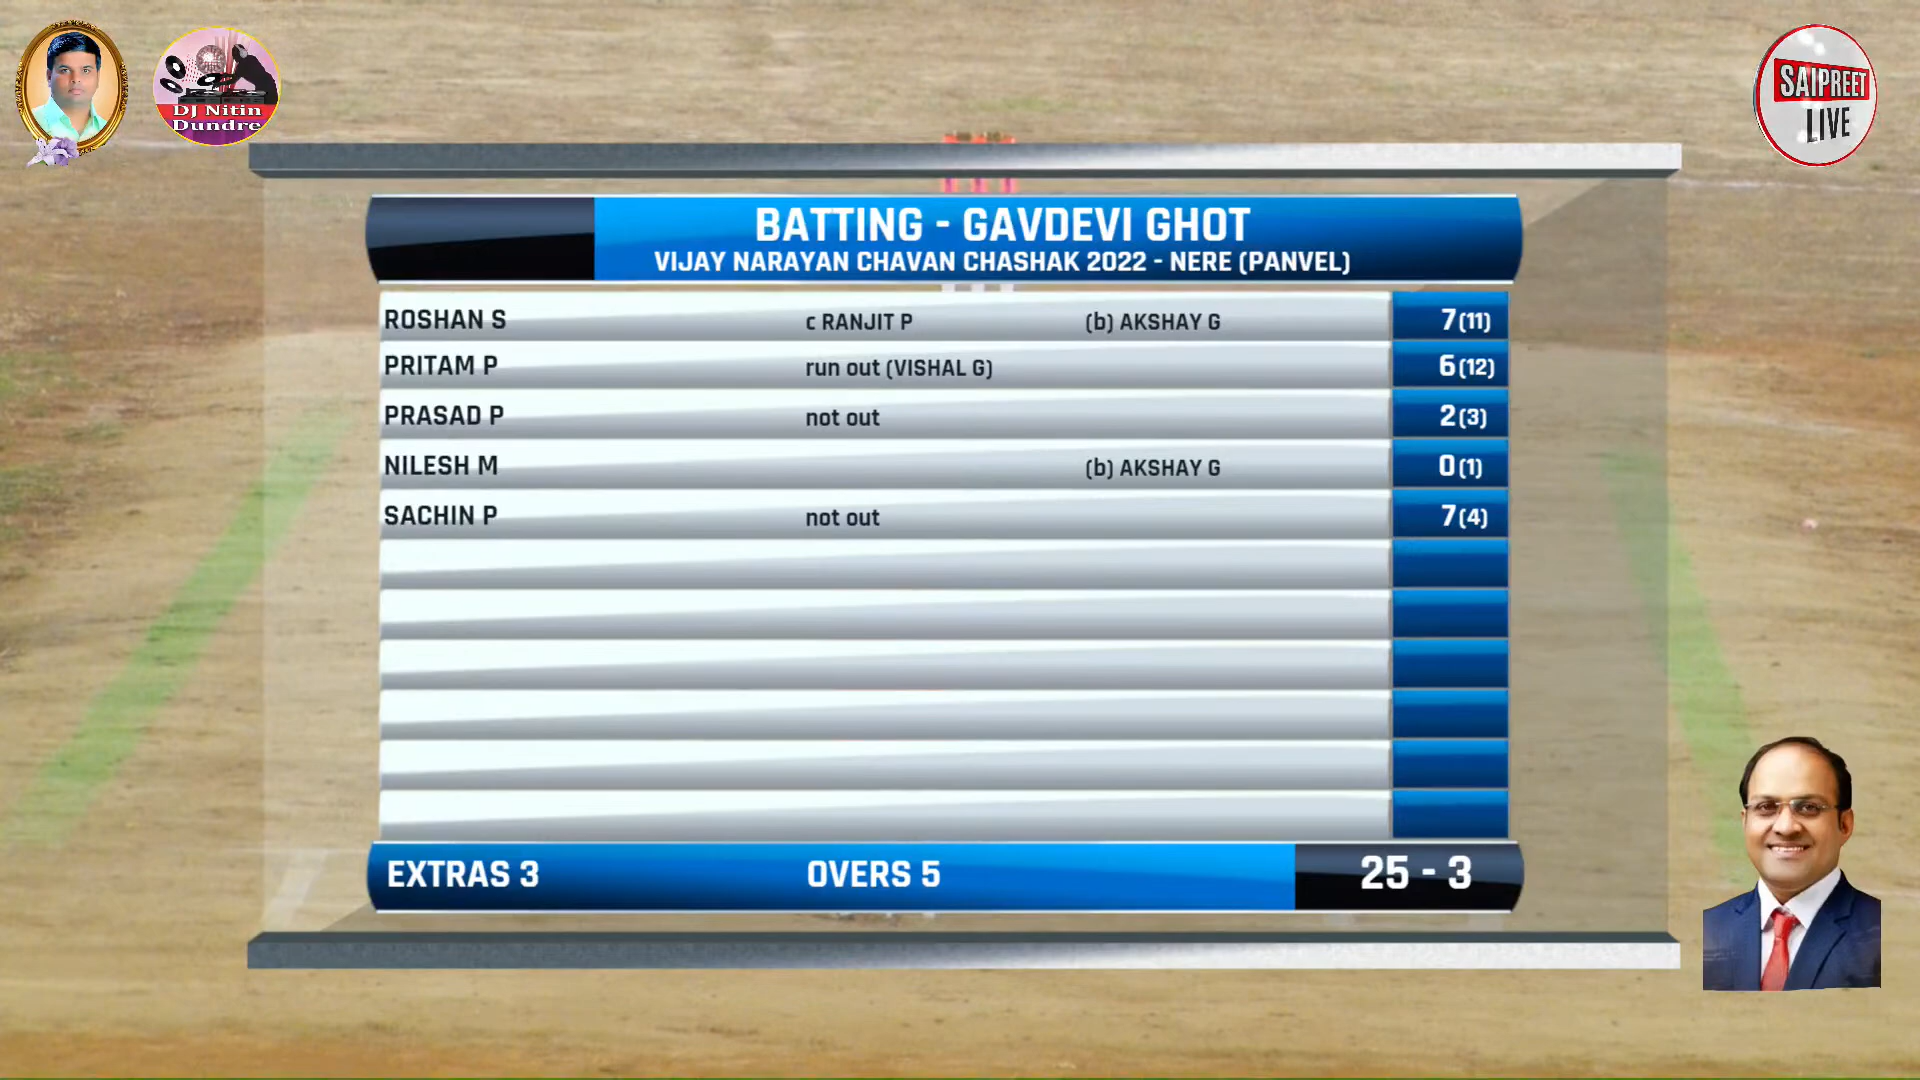 DJ Nitin
Dundre
SAIPREET
LIVE
BATTING - GAVDEVI GHOT
VIJAY NARAYAN CHAVAN CHASHAK 2022 - NERE (PANVEL)
ROSHAN S c RANJIT P (b) AKSHAY G 7(11)
PRITAM P run out (VISHAL G) 6(12)
PRASAD P not out 2(3)
NILESH M (b) AKSHAY G 0(1)
SACHIN P not out 7(4)
EXTRAS 3 OVERS 5 25 - 3